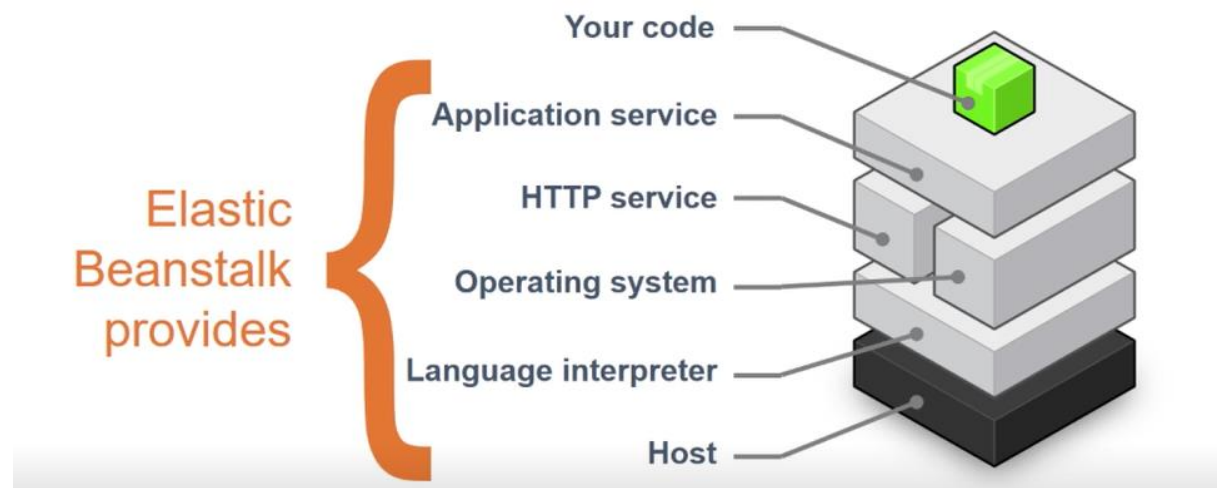 Your code
Application service
HTTP service
Operating system
Language interpreter
Host
Elastic
Beanstalk
provides